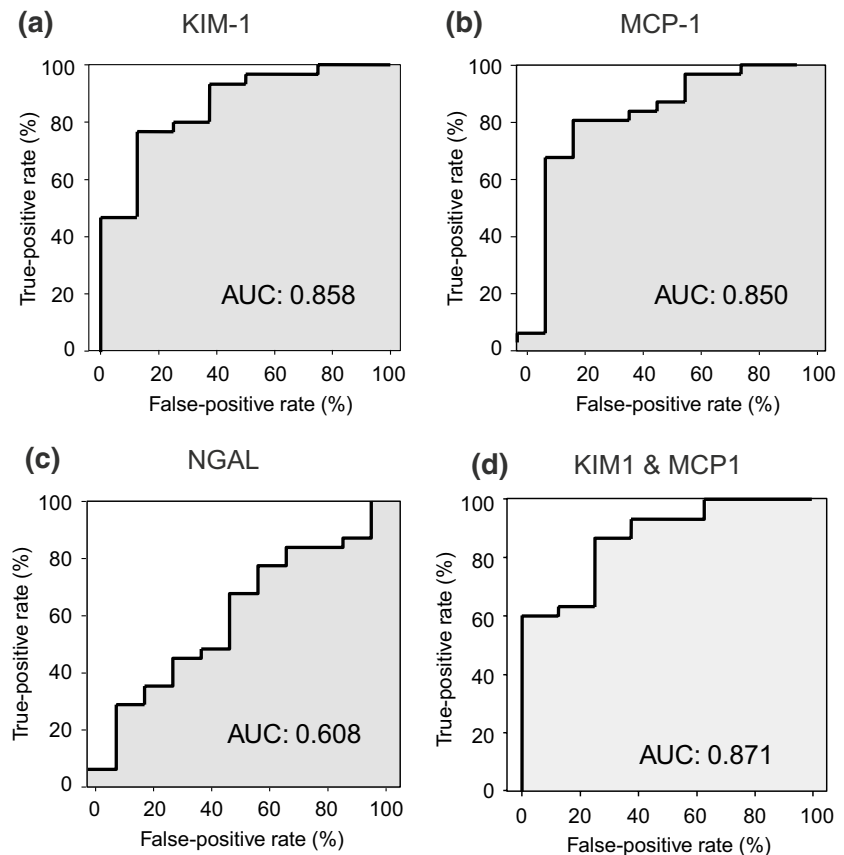 (a)
KIM-1
True-positive rate (%)
100
80
60
40
20
0
AUC: 0.858
0 20 40 60 80 100
False-positive rate (%)
(b)
MCP-1
True-positive rate (%)
100
80
60
40
20
0
AUC: 0.850
0 20 40 60 80 100
False-positive rate (%)
(c)
NGAL
True-positive rate (%)
100
80
60
40
20
0
AUC: 0.608
0 20 40 60 80 100
False-positive rate (%)
(d)
KIM1 & MCP1
True-positive rate (%)
100
80
60
40
20
0
AUC: 0.871
0 20 40 60 80 100
False-positive rate (%)